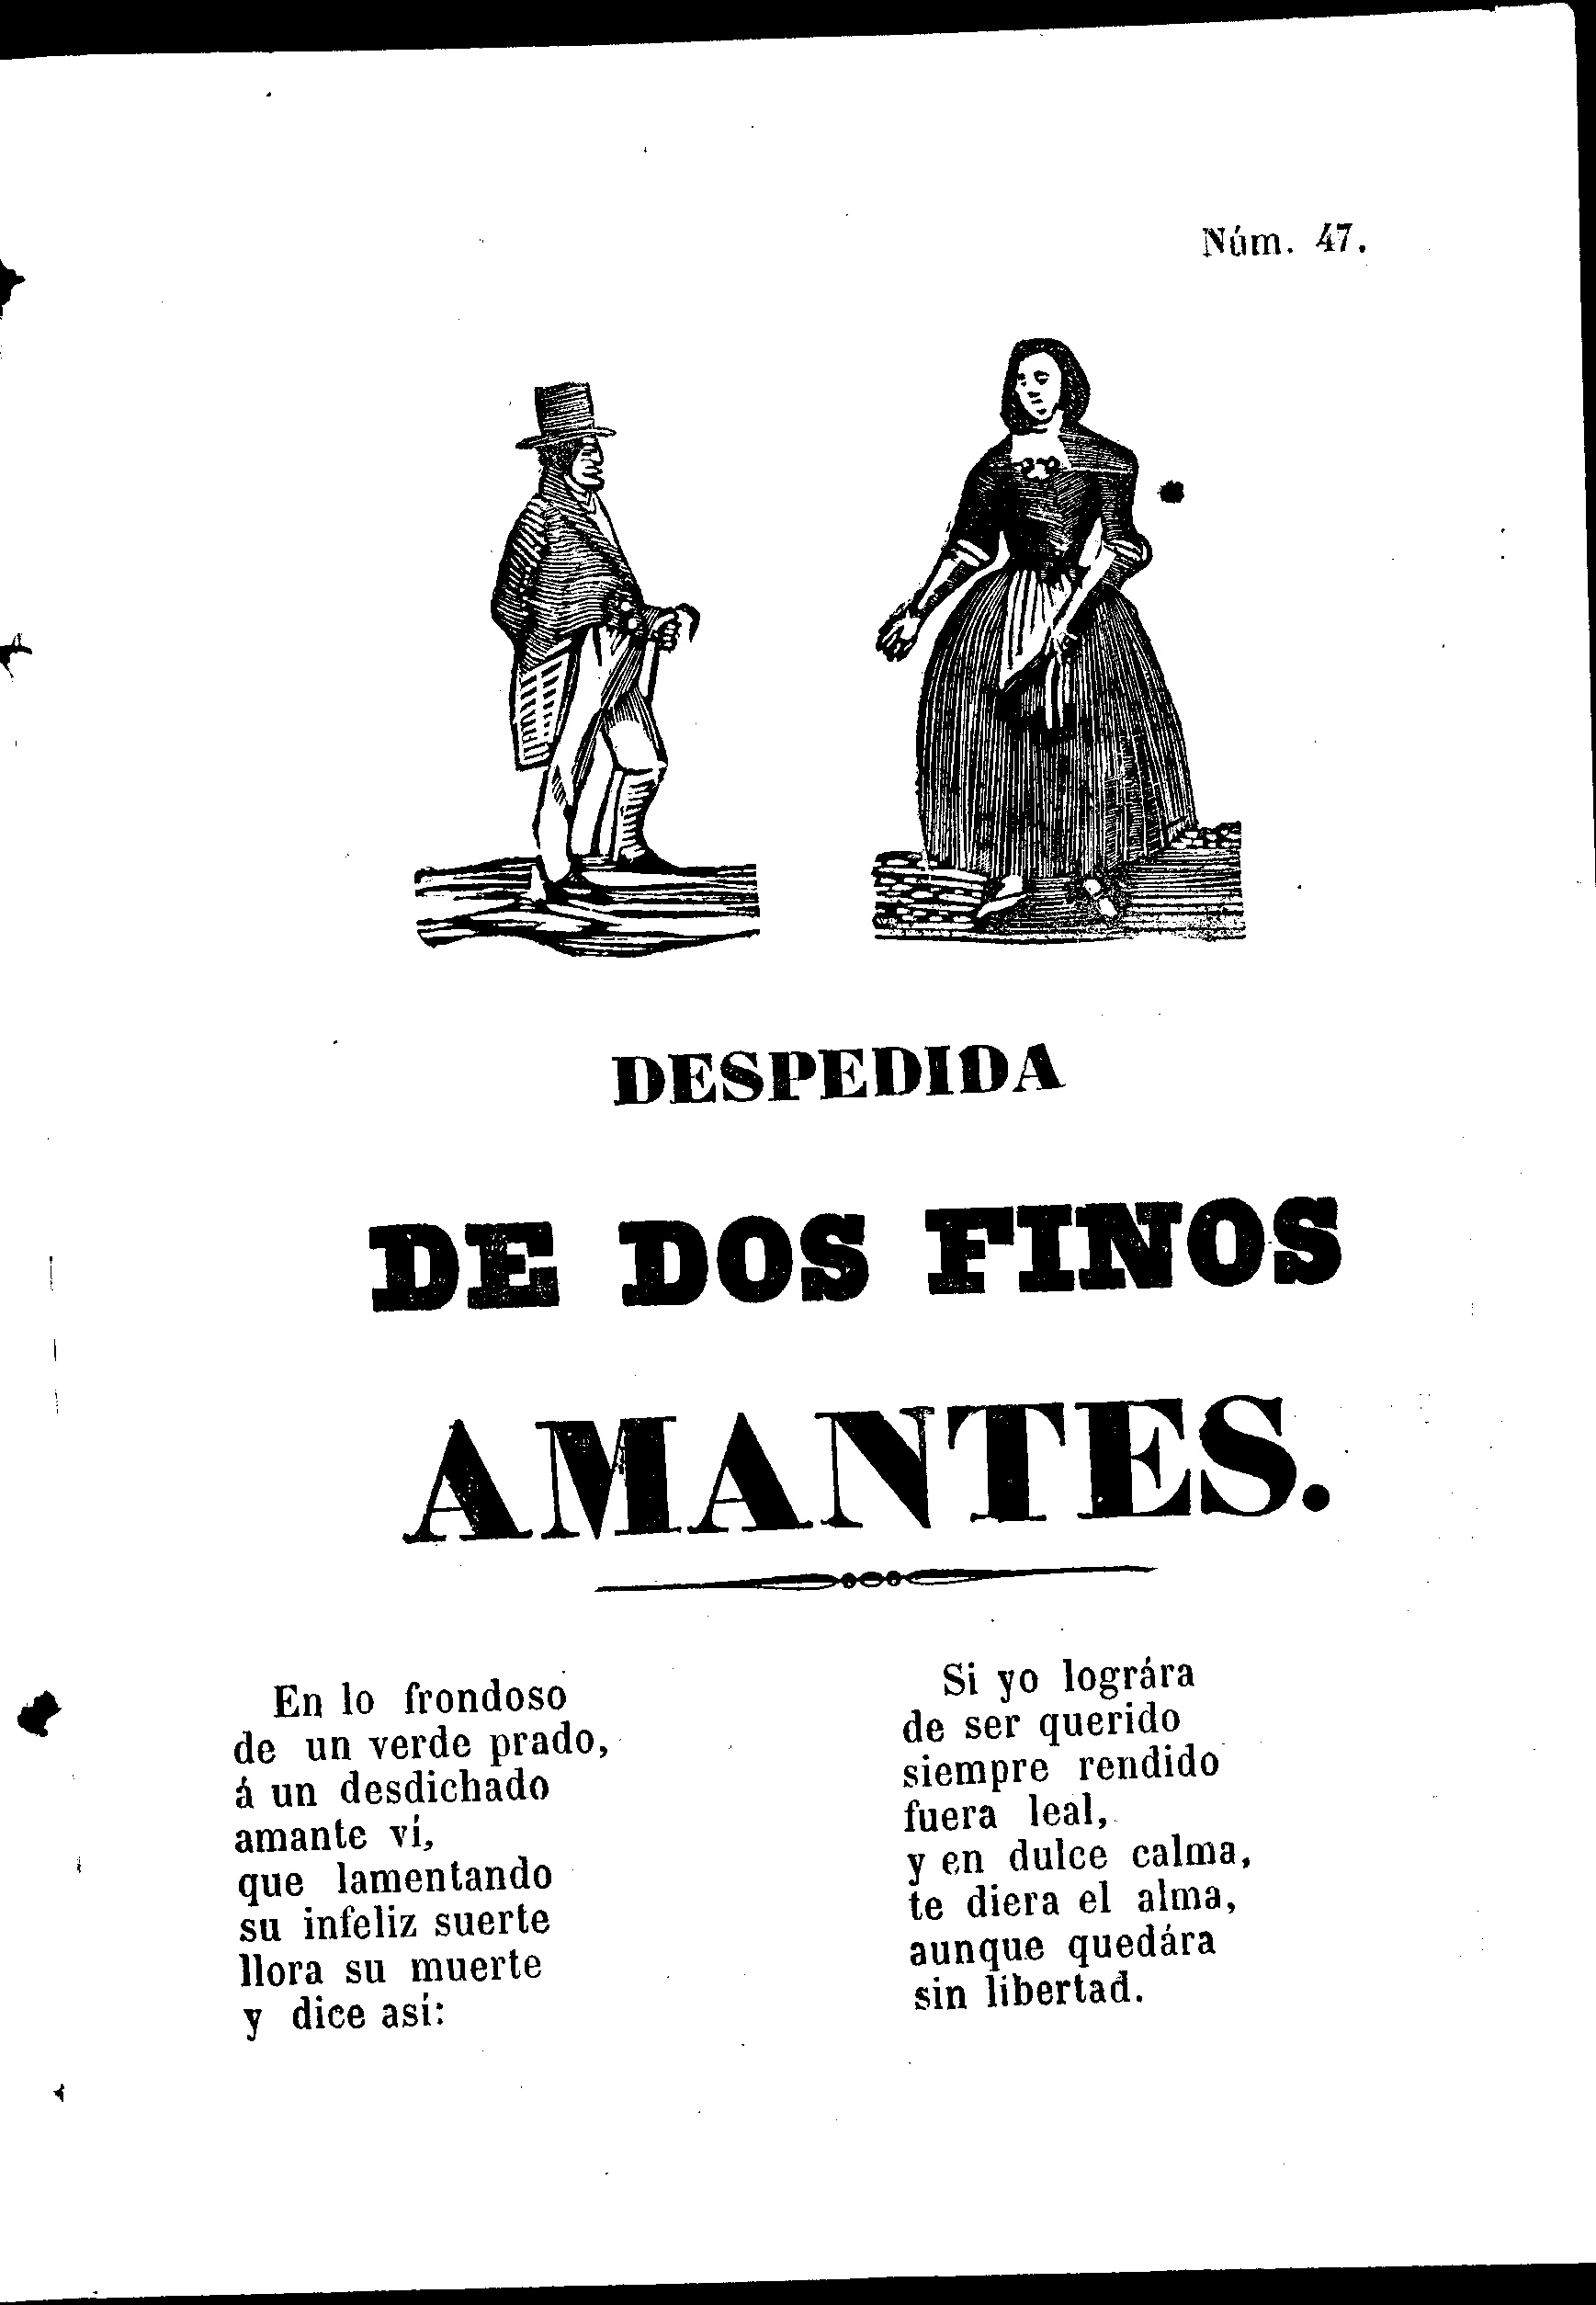 Núm. 47.
DESPEDIDA
DE DOS FINOS
AMANTES.
En lo frondoso
de un verde prado,
á un desdichado
amante ví,
que lamentando
su infeliz suerte
llora su muerte
y dice así:
Si yo lográra
de ser querido
siempre rendido
fuera leal,
y en dulce calma,
te diera el alma,
aunque quedára
sin libertad.